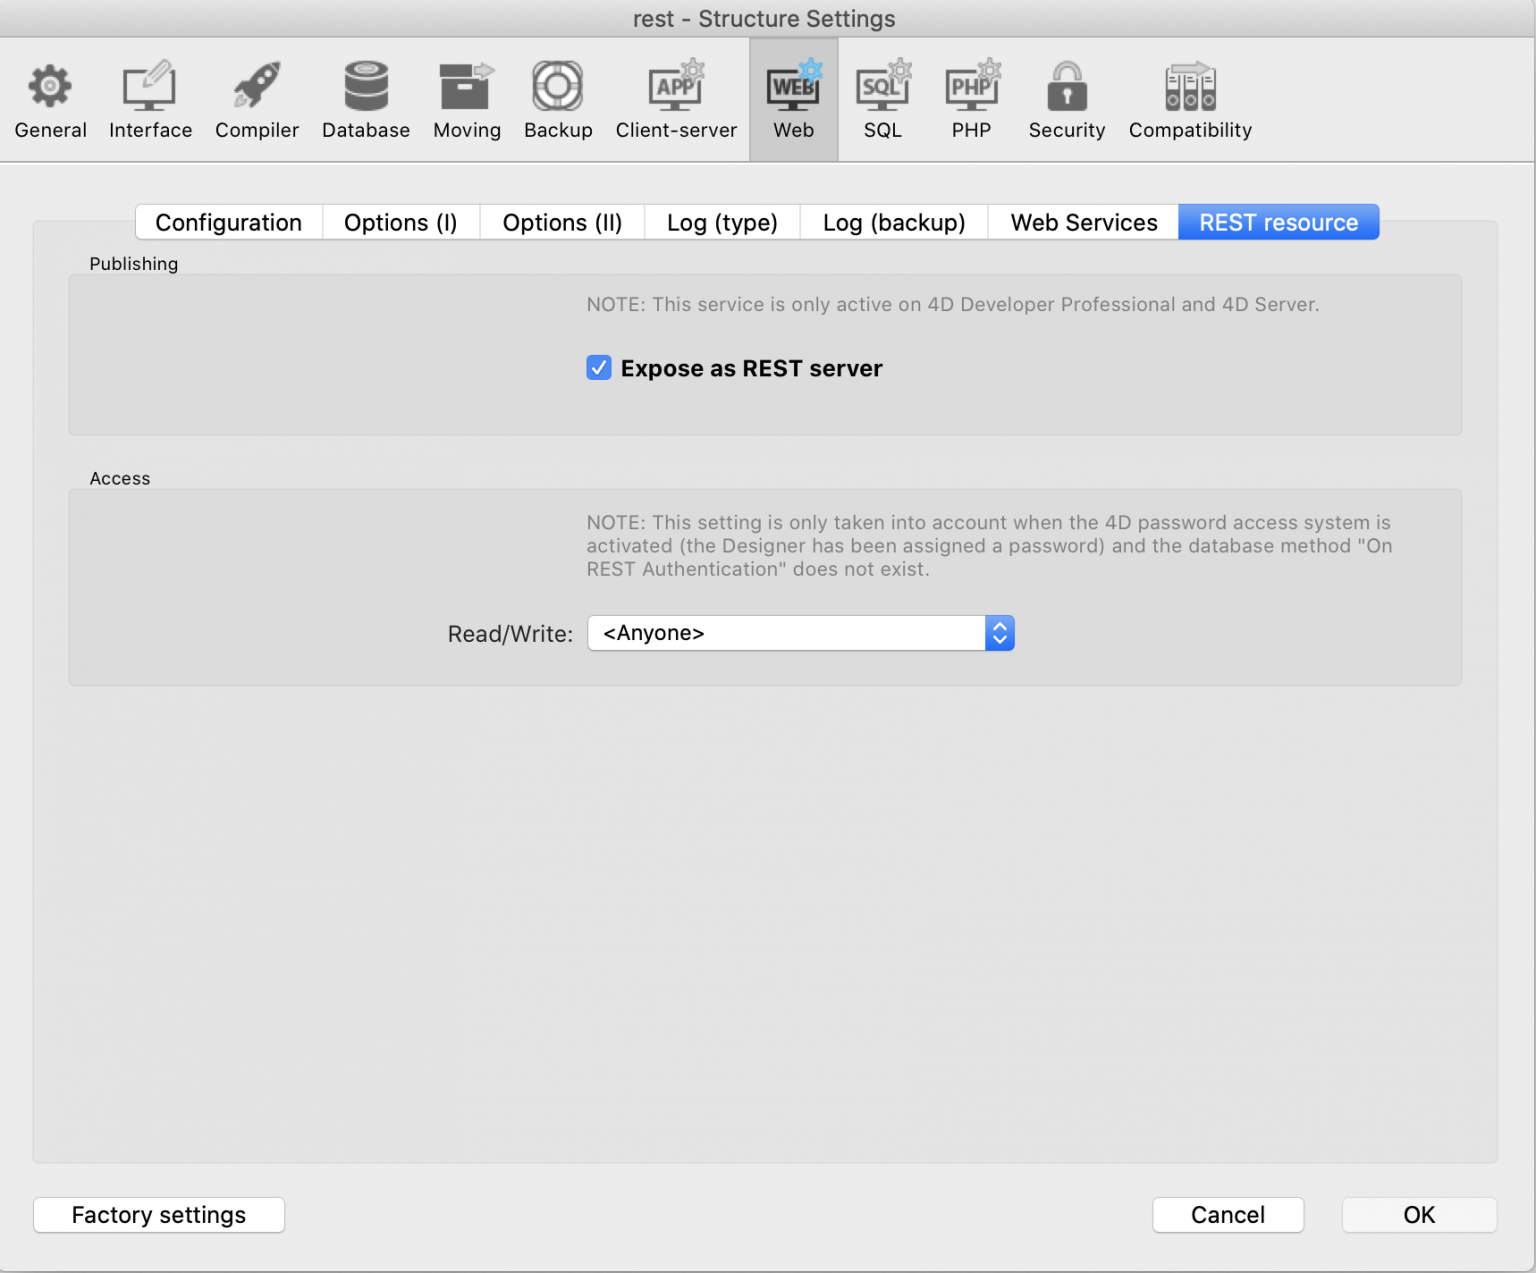 rest - Structure Settings
APP
WEB
SQL
PHP
General
Interface
Compiler
Database
Moving
Backup
Client-server
Web
SQL
PHP
Security
Compatibility
Configuration
Options (I)
Options (II)
Log (type)
Log (backup)
Web Services
REST resource
Publishing
NOTE: This service is only active on 4D Developer Professional and 4D Server.
Expose as REST server
Access
NOTE: This setting is only taken into account when the 4D password access system is
activated (the Designer has been assigned a password) and the database method "On
REST Authentication" does not exist.
Read/Write:
<Anyone>
Factory settings
Cancel
OK